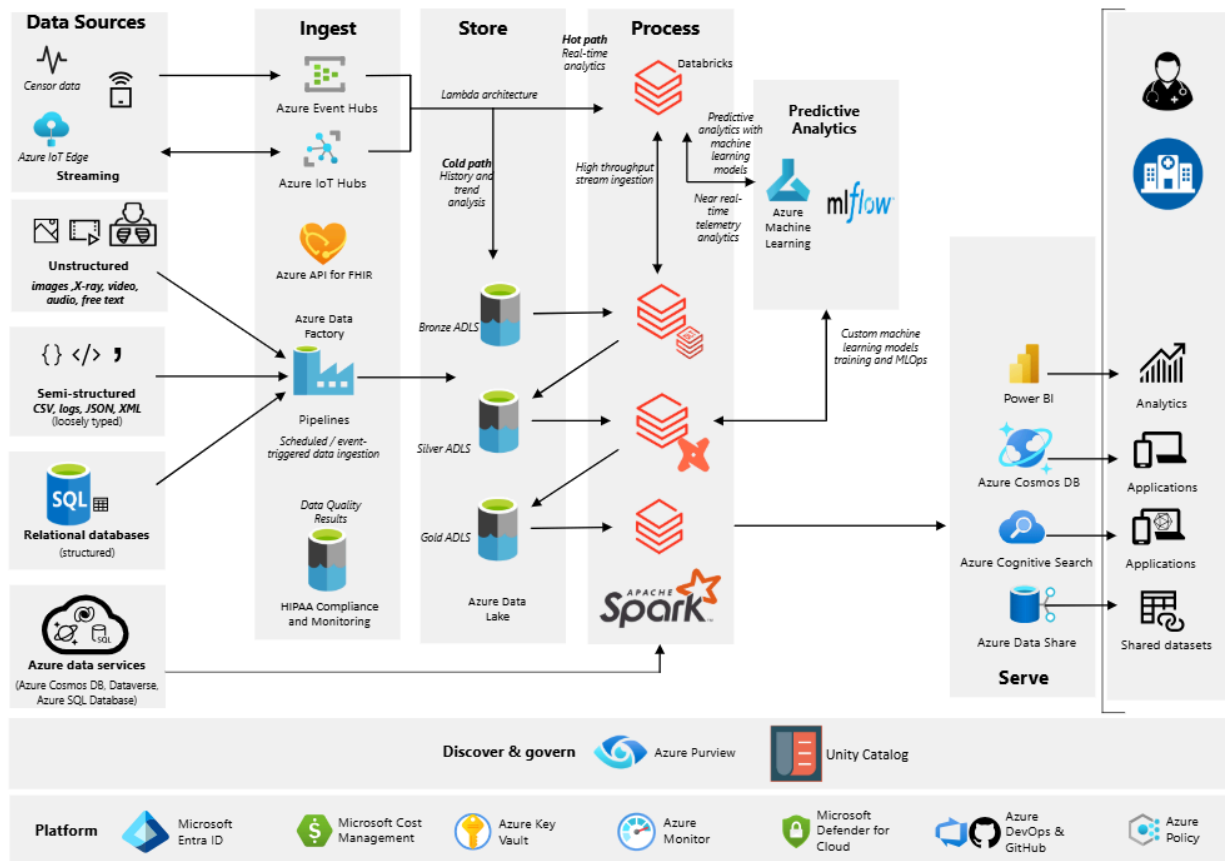 Data Sources
Censor data
Azure IoT Edge
Streaming
Unstructured
images ,X-ray, video,
audio, free text
{ } </> ,
Semi-structured
CSV, logs, JSON, XML
(loosely typed)
SQL
Relational databases
(structured)
SQL
Azure data services
(Azure Cosmos DB, Dataverse,
Azure SQL Database)
Ingest
Azure Event Hubs
Azure IoT Hubs
Azure API for FHIR
Azure Data
Factory
Pipelines
Scheduled / event-
triggered data ingestion
Data Quality
Results
HIPAA Compliance
and Monitoring
Store
Lambda architecture
Cold path
History and
trend
analysis
Bronze ADLS
Silver ADLS
Gold ADLS
Azure Data
Lake
Process
Hot path
Real-time
analytics
Databricks
High throughput
stream ingestion
APACHE
Spark™
Predictive
analytics with
machine
learning
models
Near real-
time
telemetry
analytics
Predictive
Analytics
Azure
Machine
Learning
mlflow
Custom machine
learning models
training and MLOps
Power BI
Azure Cosmos DB
Azure Cognitive Search
Azure Data Share
Serve
Analytics
Applications
Applications
Shared datasets
Discover & govern
Azure Purview
Unity Catalog
Platform
Microsoft
Entra ID
$
Microsoft Cost
Management
Azure Key
Vault
Azure
Monitor
Microsoft
Defender for
Cloud
Azure
DevOps &
GitHub
Azure
Policy